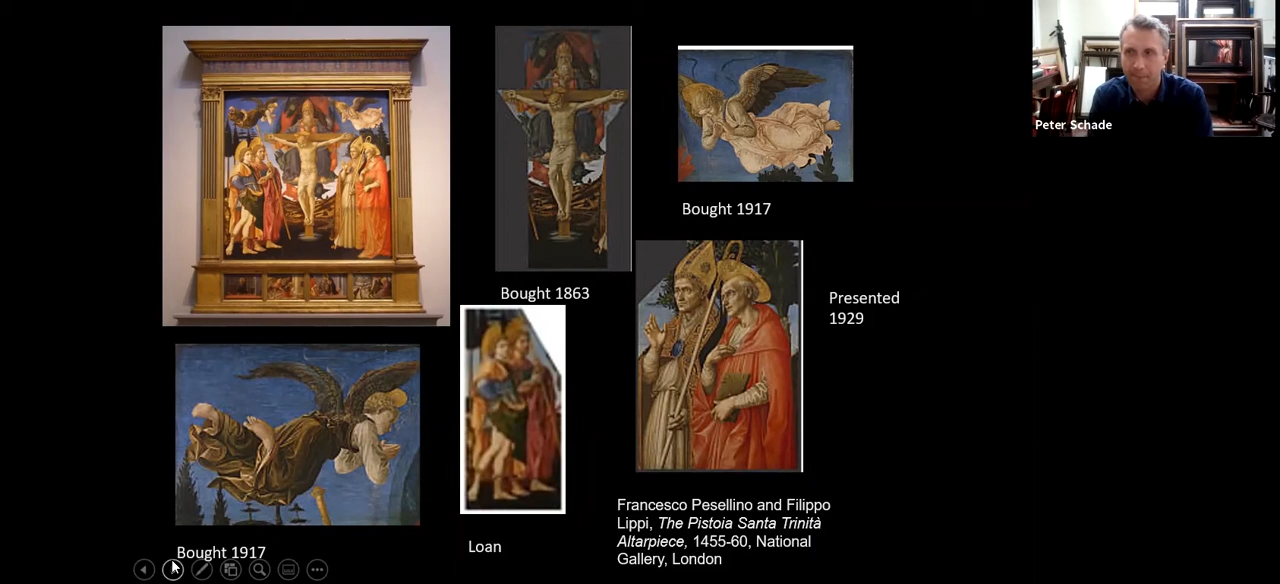 Peter Schade
Bought 1917
Bought 1863
Presented
1929
Bought 1917
Loan
Francesco Pesellino and Filippo
Lippi, The Pistoia Santa Trinità
Altarpiece, 1455-60, National
Gallery, London